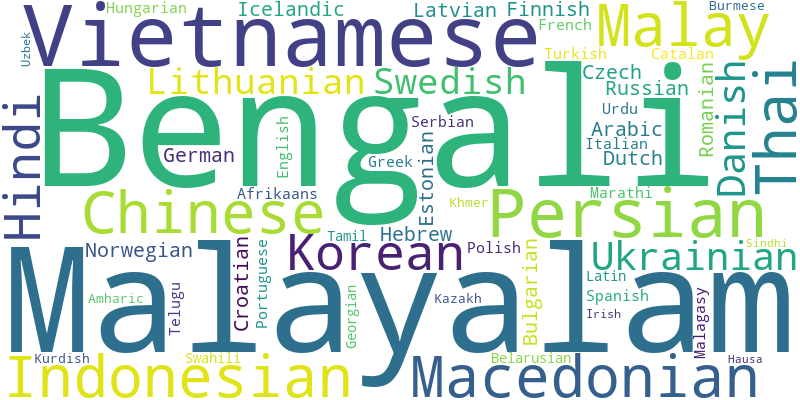 Hungarian
Icelandic
Latvian
Finnish
Burmese
Uzbek
Vietnamese
French
Malay
Turkish
Catalan
Lithuanian
Swedish
Czech
Russian
Romanian
Danish
Thai
Hindi
Bengali
Urdu
Serbian
Arabic
German
English
Greek
Italian
Dutch
Estonian
Afrikaans
Marathi
Khmer
Chinese
Persian
Tamil
Hebrew
Norwegian
Croatian
Portuguese
Korean
Polish
Bulgarian
Ukrainian
Sindhi
Malayalam
Latin
Spanish
Irish
Malagasy
Amharic
Telugu
Georgian
Kazakh
Kurdish
Swahili
Belarusian
Hausa
Indonesian
Macedonian